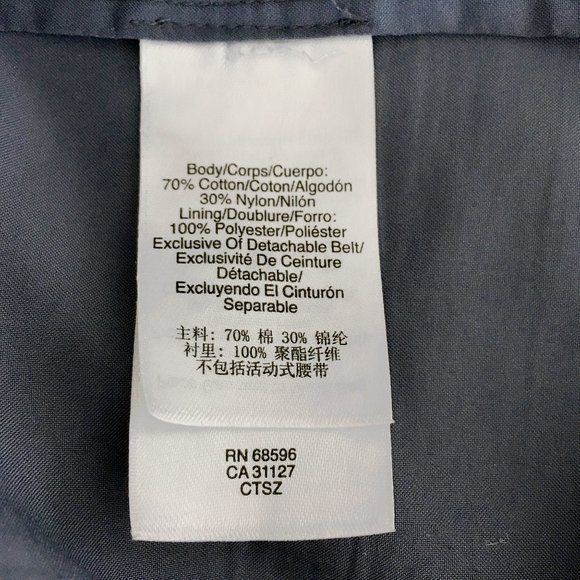 Body/Corps/Cuerpo:
70% Cotton/Coton/Algodón
30% Nylon/Nilón
Lining/Doublure/Forro:
100% Polyester/Poliéster
Exclusive Of Detachable Belt/
Exclusivité De Ceinture
Détachable/
Excluyendo El Cinturón
Separable
主料: 70% 棉 30% 锦纶
衬里: 100% 聚酯纤维
不包括活动式腰带
RN 68596
CA 31127
CTSZ